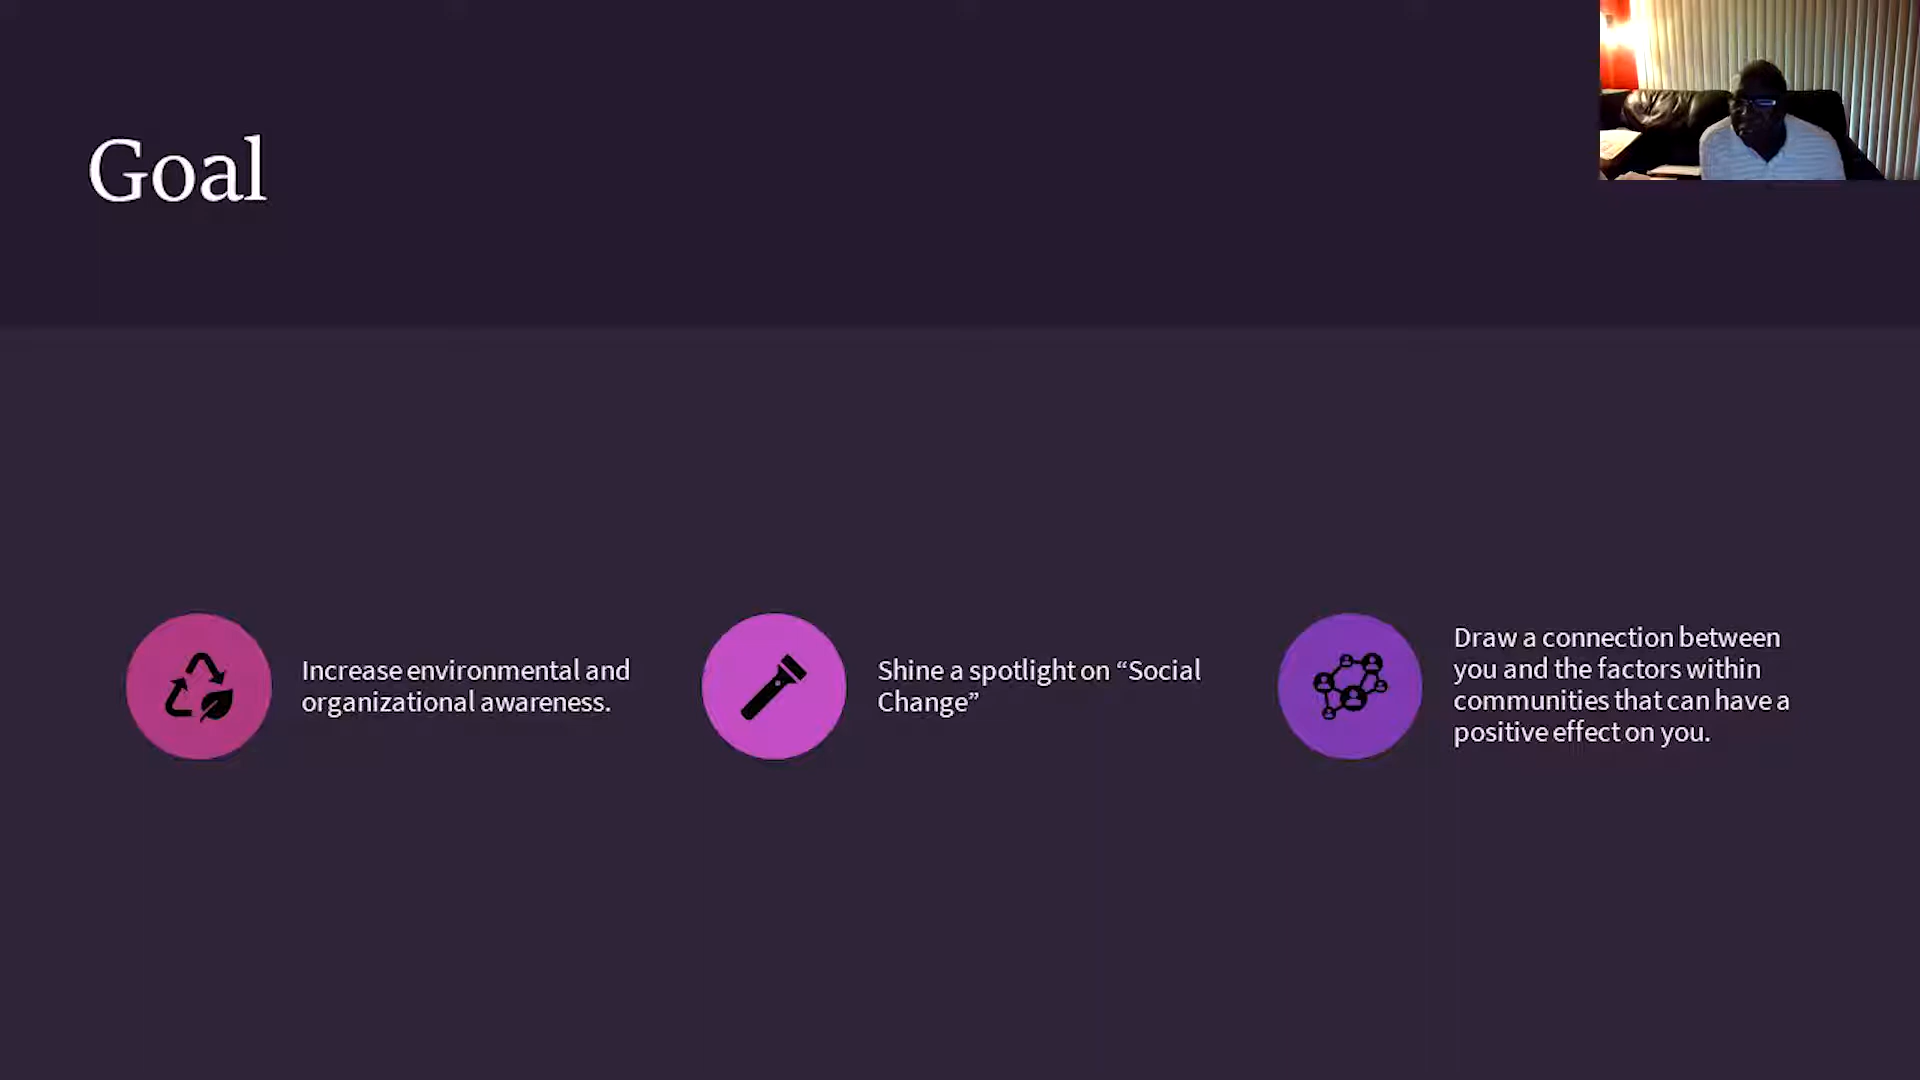 Goal
Increase environmental and
organizational awareness.
Shine a spotlight on “Social
Change”
Draw a connection between
you and the factors within
communities that can have a
positive effect on you.